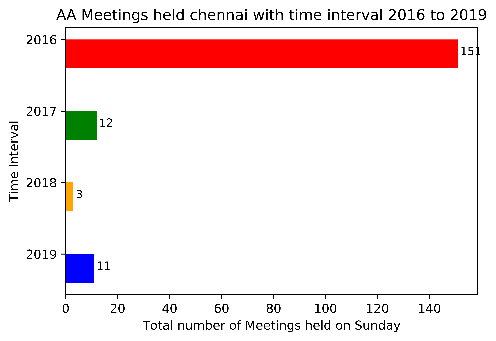 AA Meetings held chennai with time interval 2016 to 2019
2016
151
2017
12
2018
3
2019
11
Time Interval
0 20 40 60 80 100 120 140
Total number of Meetings held on Sunday